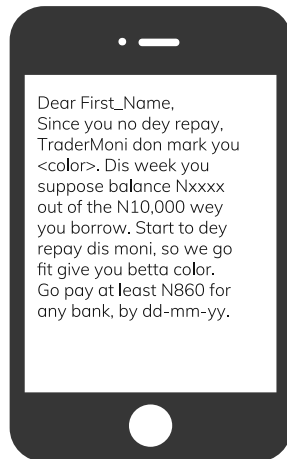 Dear First_Name,
Since you no dey repay,
TraderMoni don mark you
<color>. Dis week you
suppose balance Nxxxx
out of the N10,000 wey
you borrow. Start to dey
repay dis moni, so we go
fit give you betta color.
Go pay at least N860 for
any bank, by dd-mm-yy.